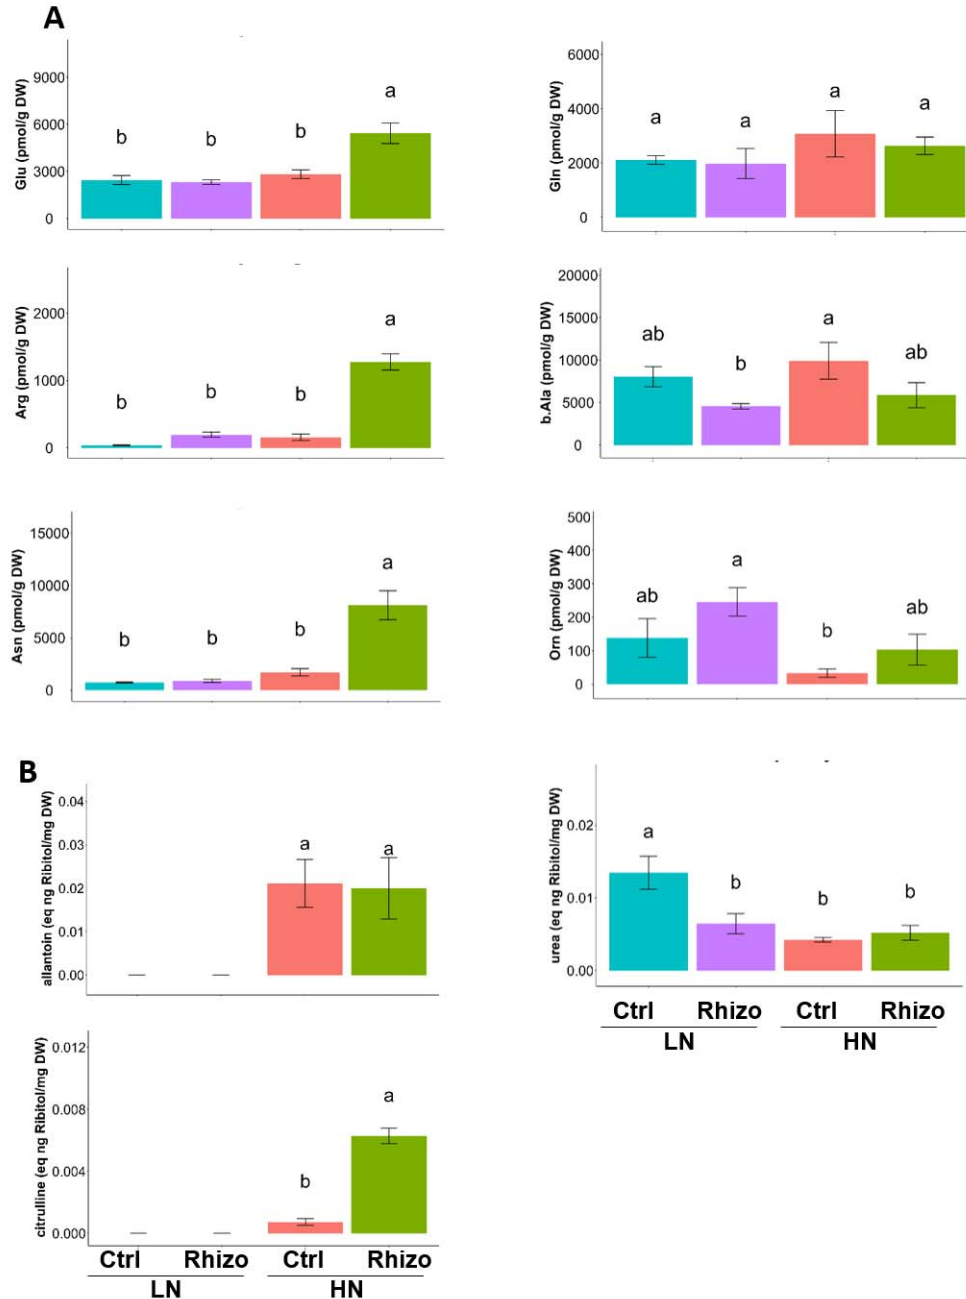 A
Glu (pmol/g DW)
9000
6000
3000
0
b
b
b
a
Gln (pmol/g DW)
6000
4000
2000
0
a
a
a
a
Arg (pmol/g DW)
2000
1000
0
b
b
b
a
b.Ala (pmol/g DW)
20000
15000
10000
5000
0
ab
b
a
ab
Asn (pmol/g DW)
15000
10000
5000
0
b
b
b
a
Orn (pmol/g DW)
500
400
300
200
100
0
ab
a
b
ab
B
allantoin (eq ng Ribitol/mg DW)
0.04
0.03
0.02
0.01
0.00
a
a
urea (eq ng Ribitol/mg DW)
0.02
0.01
0.00
a
b
b
b
Ctrl Rhizo Ctrl Rhizo
LN HN
citrulline (eq ng Ribitol/mg DW)
0.012
0.008
0.004
0.000
b
a
Ctrl Rhizo Ctrl Rhizo
LN HN